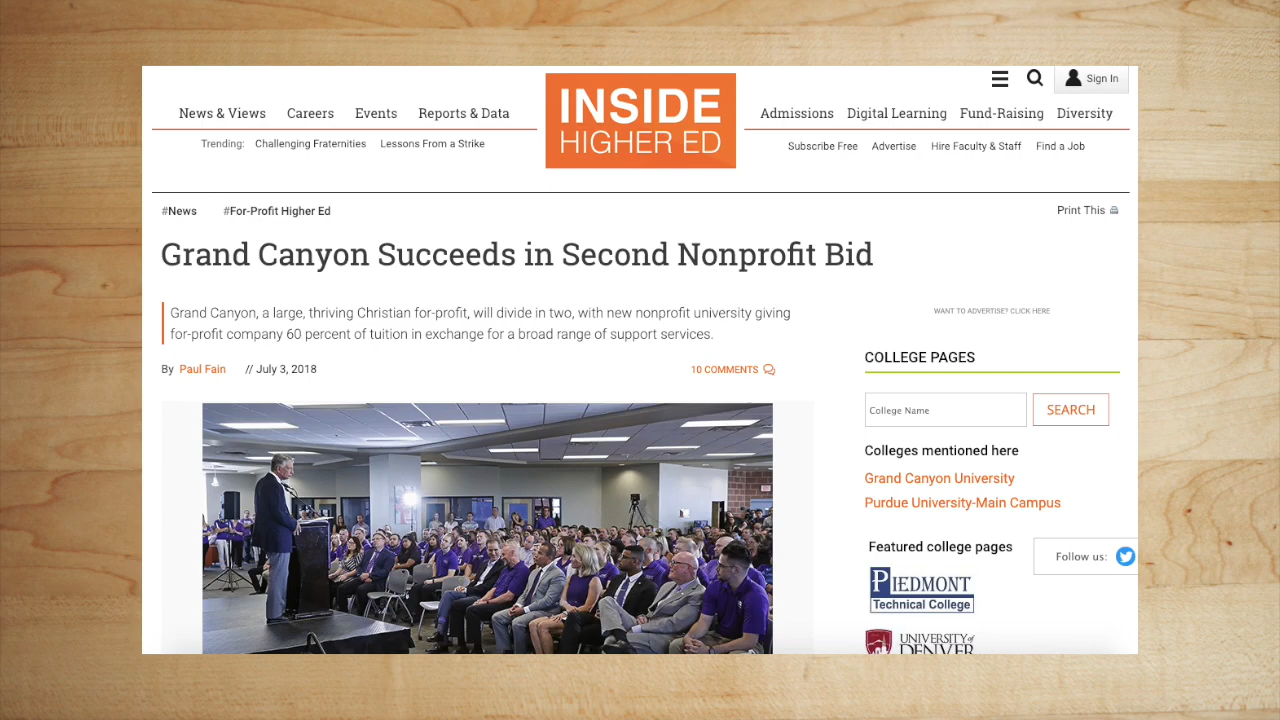 Sign In
News & Views Careers Events Reports & Data
INSIDE
HIGHER ED
Admissions Digital Learning Fund-Raising Diversity
Trending: Challenging Fraternities Lessons From a Strike
Subscribe Free Advertise Hire Faculty & Staff Find a Job
#News #For-Profit Higher Ed
Print This
Grand Canyon Succeeds in Second Nonprofit Bid
Grand Canyon, a large, thriving Christian for-profit, will divide in two, with new nonprofit university giving
for-profit company 60 percent of tuition in exchange for a broad range of support services.
By Paul Fain // July 3, 2018
10 COMMENTS
WANT TO ADVERTISE? CLICK HERE
COLLEGE PAGES
College Name
SEARCH
Colleges mentioned here
Grand Canyon University
Purdue University-Main Campus
Featured college pages
Follow us:
PIEDMONT
Technical College
UNIVERSITY of
DENVER